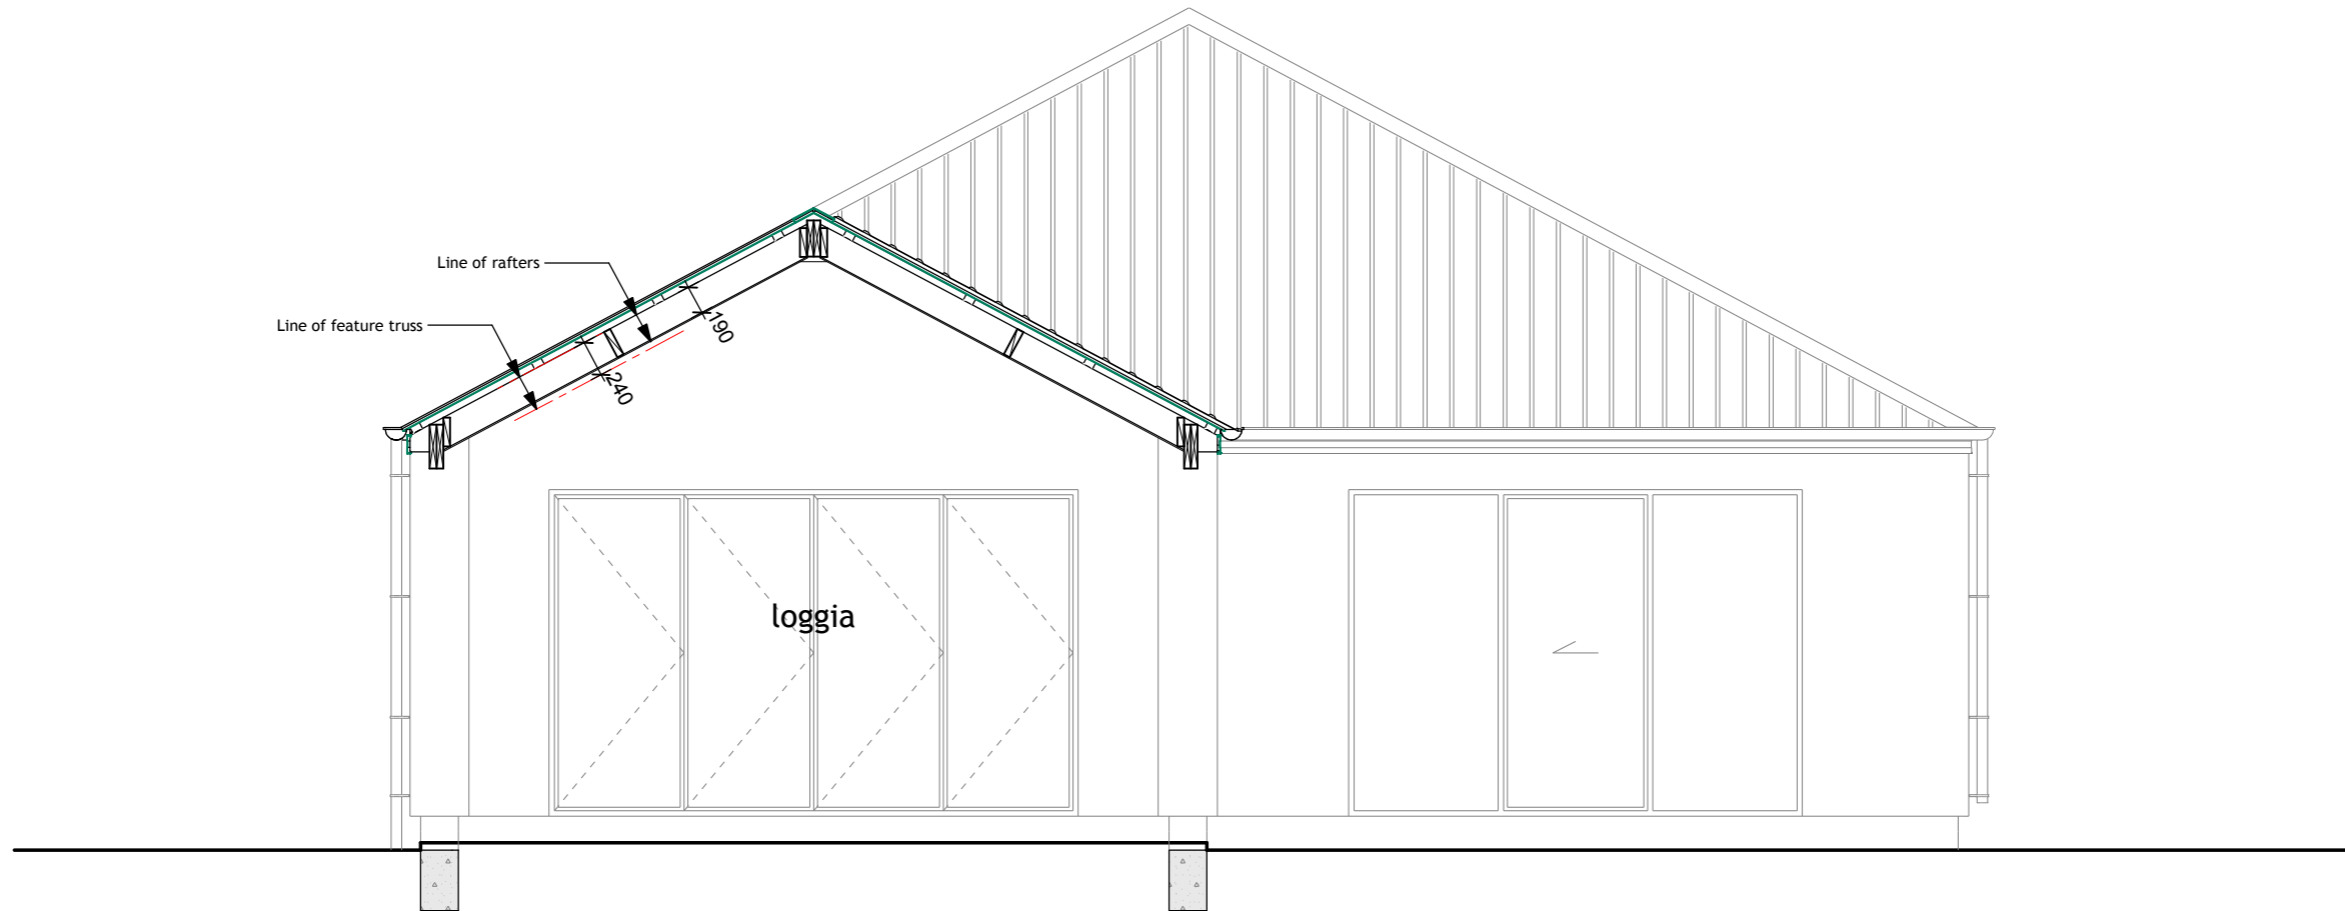 Line of rafters
Line of feature truss
190
240
loggia